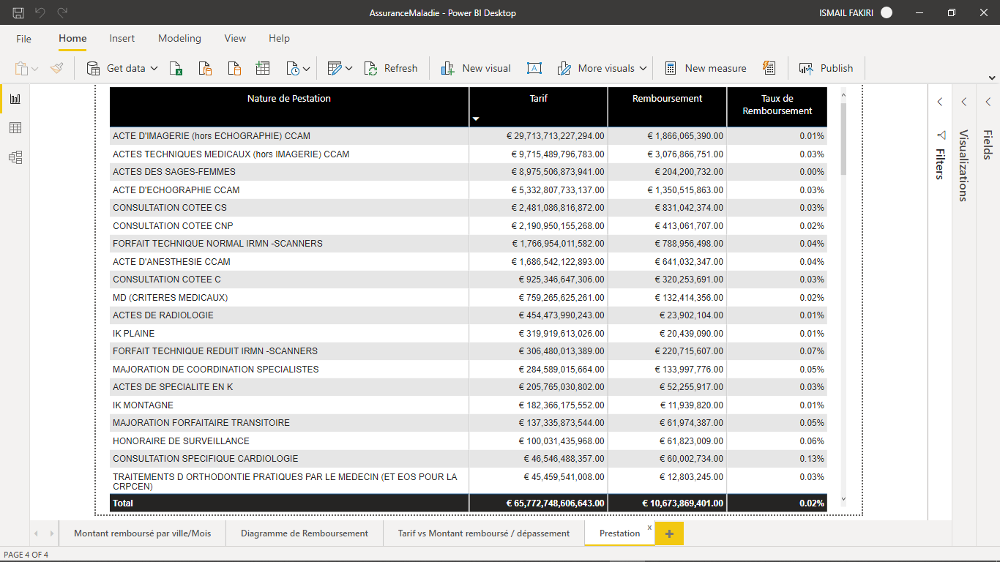 AssuranceMaladie - Power BI Desktop
ISMAIL FAKIRI
File Home Insert Modeling View Help
Get data Refresh New visual A More visuals New measure Publish
Nature de Pestation Tarif Remboursement Taux de
Remboursement
ACTE D'IMAGERIE (hors ECHOGRAPHIE) CCAM € 29,713,713,227,294.00 € 1,866,065,390.00 0.01%
ACTES TECHNIQUES MEDICAUX (hors IMAGERIE) CCAM € 9,715,489,796,783.00 € 3,076,866,751.00 0.03%
ACTES DES SAGES-FEMMES € 8,975,506,873,941.00 € 204,200,732.00 0.00%
ACTE D'ECHOGRAPHIE CCAM € 5,332,807,733,137.00 € 1,350,515,863.00 0.03%
CONSULTATION COTEE CS € 2,481,086,816,872.00 € 831,042,374.00 0.03%
CONSULTATION COTEE CNP € 2,190,950,155,268.00 € 413,061,707.00 0.02%
FORFAIT TECHNIQUE NORMAL IRMN -SCANNERS € 1,766,954,011,582.00 € 788,956,498.00 0.04%
ACTE D'ANESTHESIE CCAM € 1,686,542,122,893.00 € 641,032,347.00 0.04%
CONSULTATION COTEE C € 925,346,647,306.00 € 320,253,691.00 0.03%
MD (CRITERES MEDICAUX) € 759,265,625,261.00 € 132,414,356.00 0.02%
ACTES DE RADIOLOGIE € 454,473,990,243.00 € 23,902,104.00 0.01%
IK PLAINE € 319,919,613,026.00 € 20,439,090.00 0.01%
FORFAIT TECHNIQUE REDUIT IRMN -SCANNERS € 306,480,013,389.00 € 220,715,607.00 0.07%
MAJORATION DE COORDINATION SPECIALISTES € 284,589,015,664.00 € 133,997,776.00 0.05%
ACTES DE SPECIALITE EN K € 205,765,030,802.00 € 52,255,917.00 0.03%
IK MONTAGNE € 182,366,175,552.00 € 11,939,820.00 0.01%
MAJORATION FORFAITAIRE TRANSITOIRE € 137,335,873,544.00 € 61,974,387.00 0.05%
HONORAIRE DE SURVEILLANCE € 100,031,435,968.00 € 61,823,009.00 0.06%
CONSULTATION SPECIFIQUE CARDIOLOGIE € 46,546,488,357.00 € 60,002,734.00 0.13%
TRAITEMENTS D ORTHODONTIE PRATIQUES PAR LE MEDECIN (ET EOS POUR LA € 45,459,541,008.00 € 12,803,245.00 0.03%
CRPCEN)
Total € 65,772,748,606,643.00 € 10,673,869,401.00 0.02%
Filters
Visualizations
Fields
Montant remboursé par ville/Mois Diagramme de Remboursement Tarif vs Montant remboursé / dépassement Prestation x +
PAGE 4 OF 4